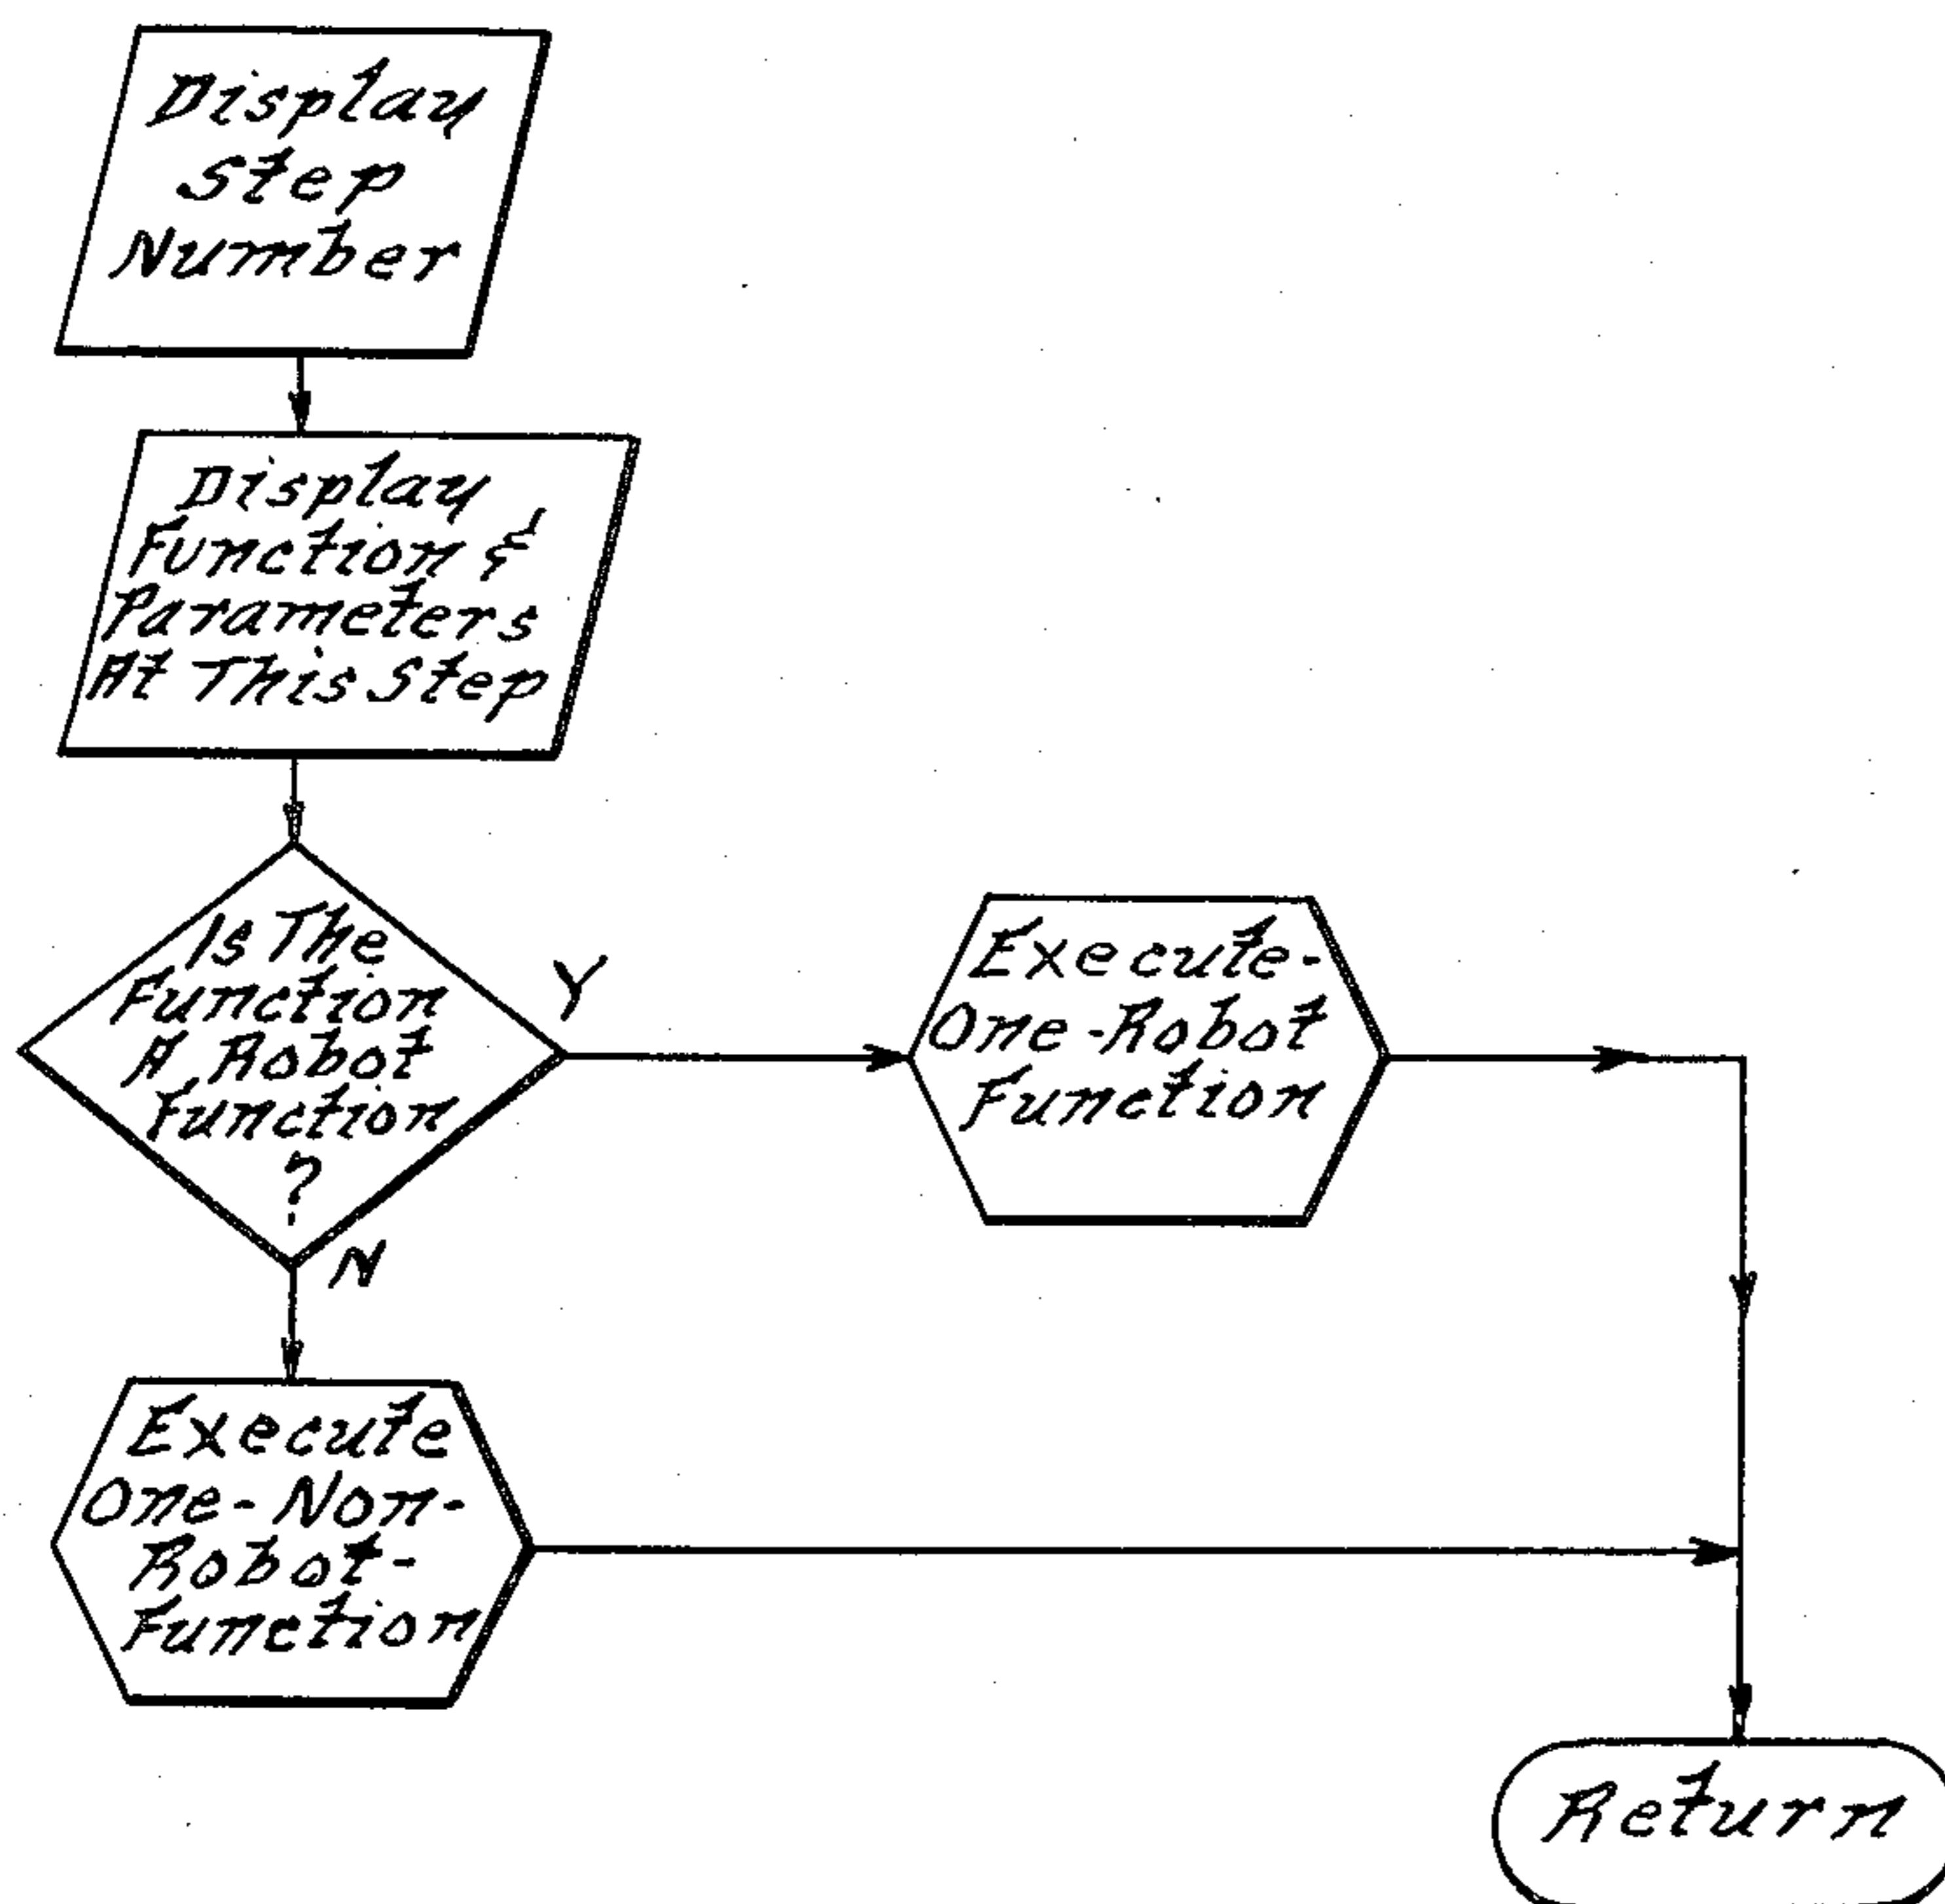 Display
Step
Number
Display
Function &
Parameters
At This Step
Is The
Function
A Robot
Function
?
Y
N
Execute-
One-Robot
Function
Execute
One-Non-
Robot-
Function
Return